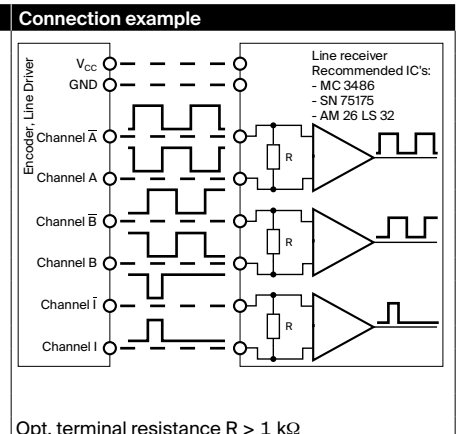 Connection example
Encoder, Line Driver
V_CC
GND
Channel A̅
Channel A
Channel B̅
Channel B
Channel I̅
Channel I
Line receiver
Recommended IC's:
- MC 3486
- SN 75175
- AM 26 LS 32
R
R
R
Opt. terminal resistance R > 1 kΩ